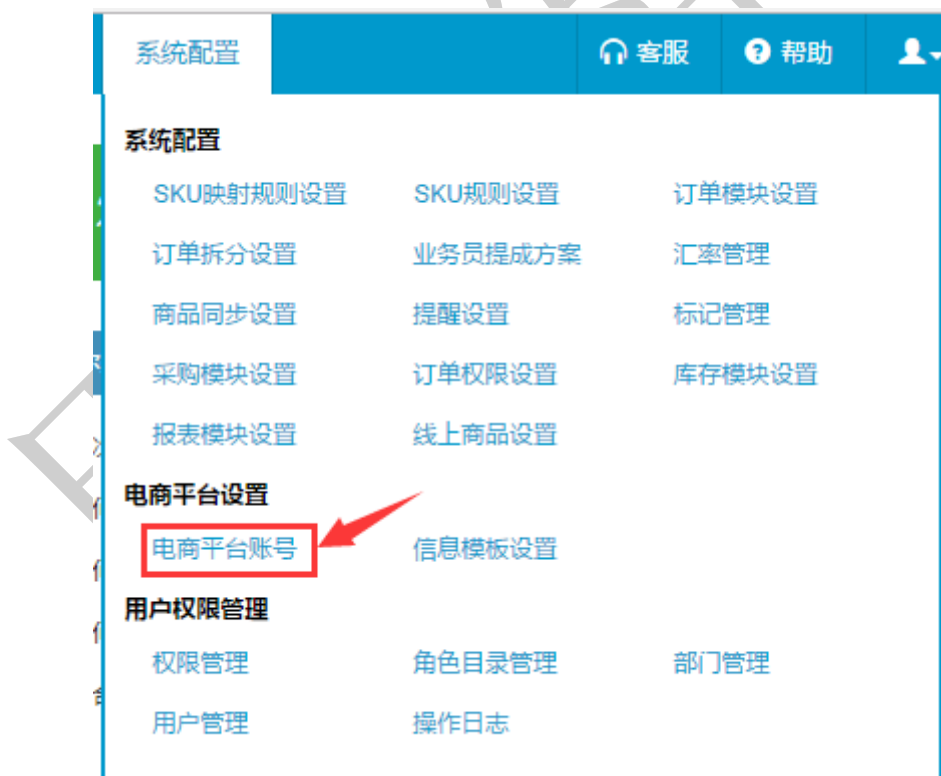 系统配置 客服 帮助
系统配置
SKU映射规则设置 SKU规则设置 订单模块设置
订单拆分设置 业务员提成方案 汇率管理
商品同步设置 提醒设置 标记管理
采购模块设置 订单权限设置 库存模块设置
报表模块设置 线上商品设置
电商平台设置
电商平台账号 信息模板设置
用户权限管理
权限管理 角色目录管理 部门管理
用户管理 操作日志